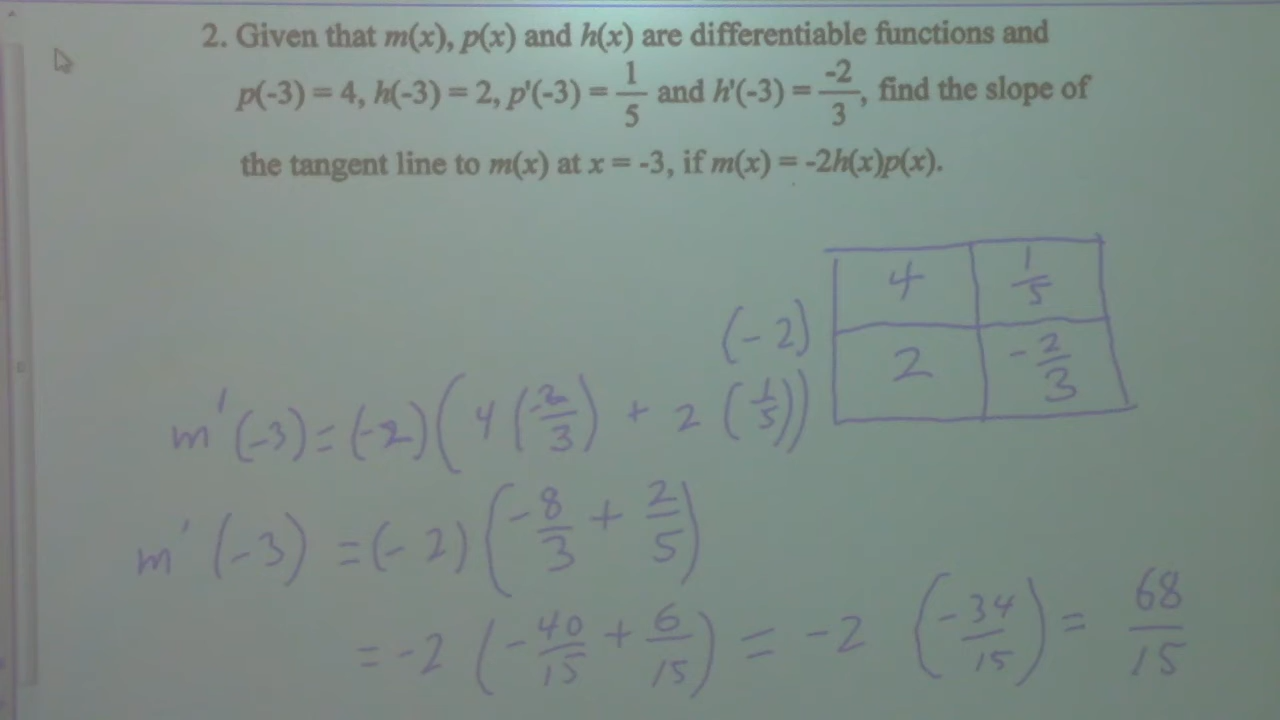 2. Given that m(x), p(x) and h(x) are differentiable functions and
p(-3) = 4, h(-3) = 2, p'(-3) = 1/5 and h'(-3) = -2/3, find the slope of
the tangent line to m(x) at x = -3, if m(x) = -2h(x)p(x).
4 1/5
(-2)
2 -2/3
m'(-3) = (-2)(4(-2/3) + 2(1/5))
m'(-3) = (-2)(-8/3 + 2/5)
= -2(-40/15 + 6/15) = -2(-34/15) = 68/15